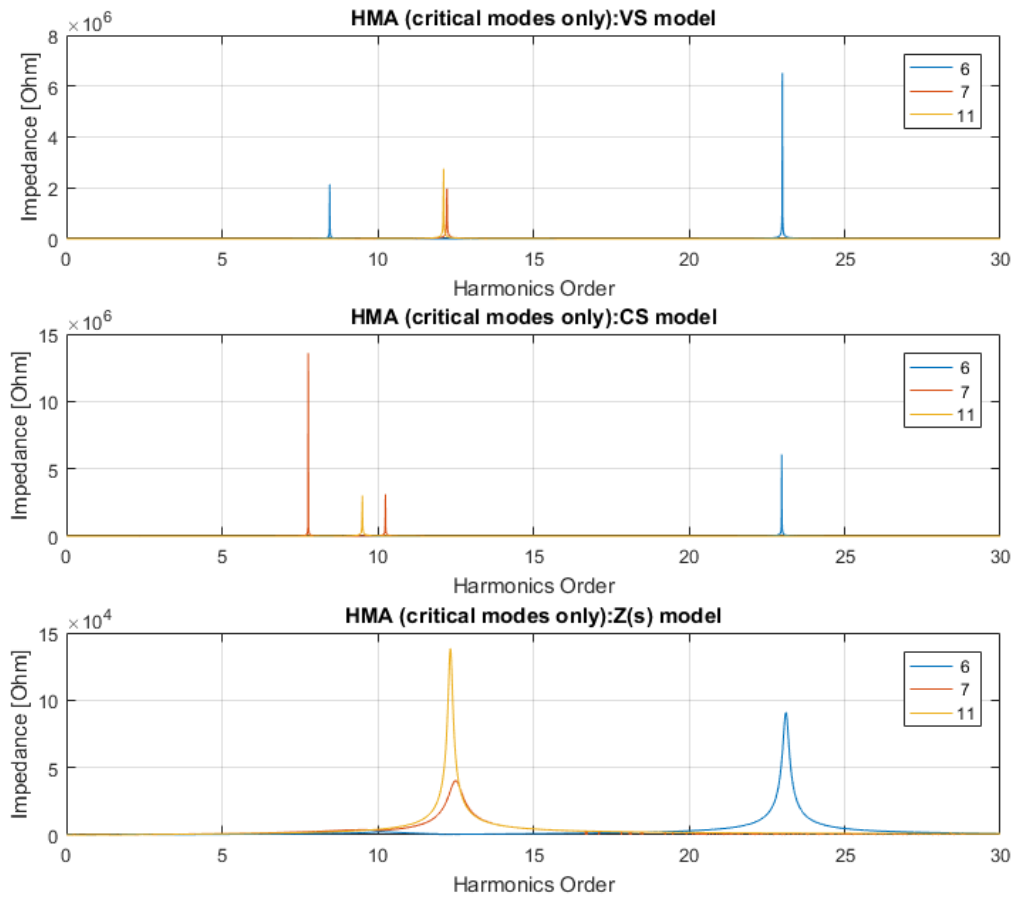 HMA (critical modes only):VS model
×10⁶
Impedance [Ohm]
8
6
4
2
0
0 5 10 15 20 25 30
Harmonics Order
6
7
11
HMA (critical modes only):CS model
×10⁶
Impedance [Ohm]
15
10
5
0
0 5 10 15 20 25 30
Harmonics Order
6
7
11
HMA (critical modes only):Z(s) model
×10⁴
Impedance [Ohm]
15
10
5
0
0 5 10 15 20 25 30
Harmonics Order
6
7
11